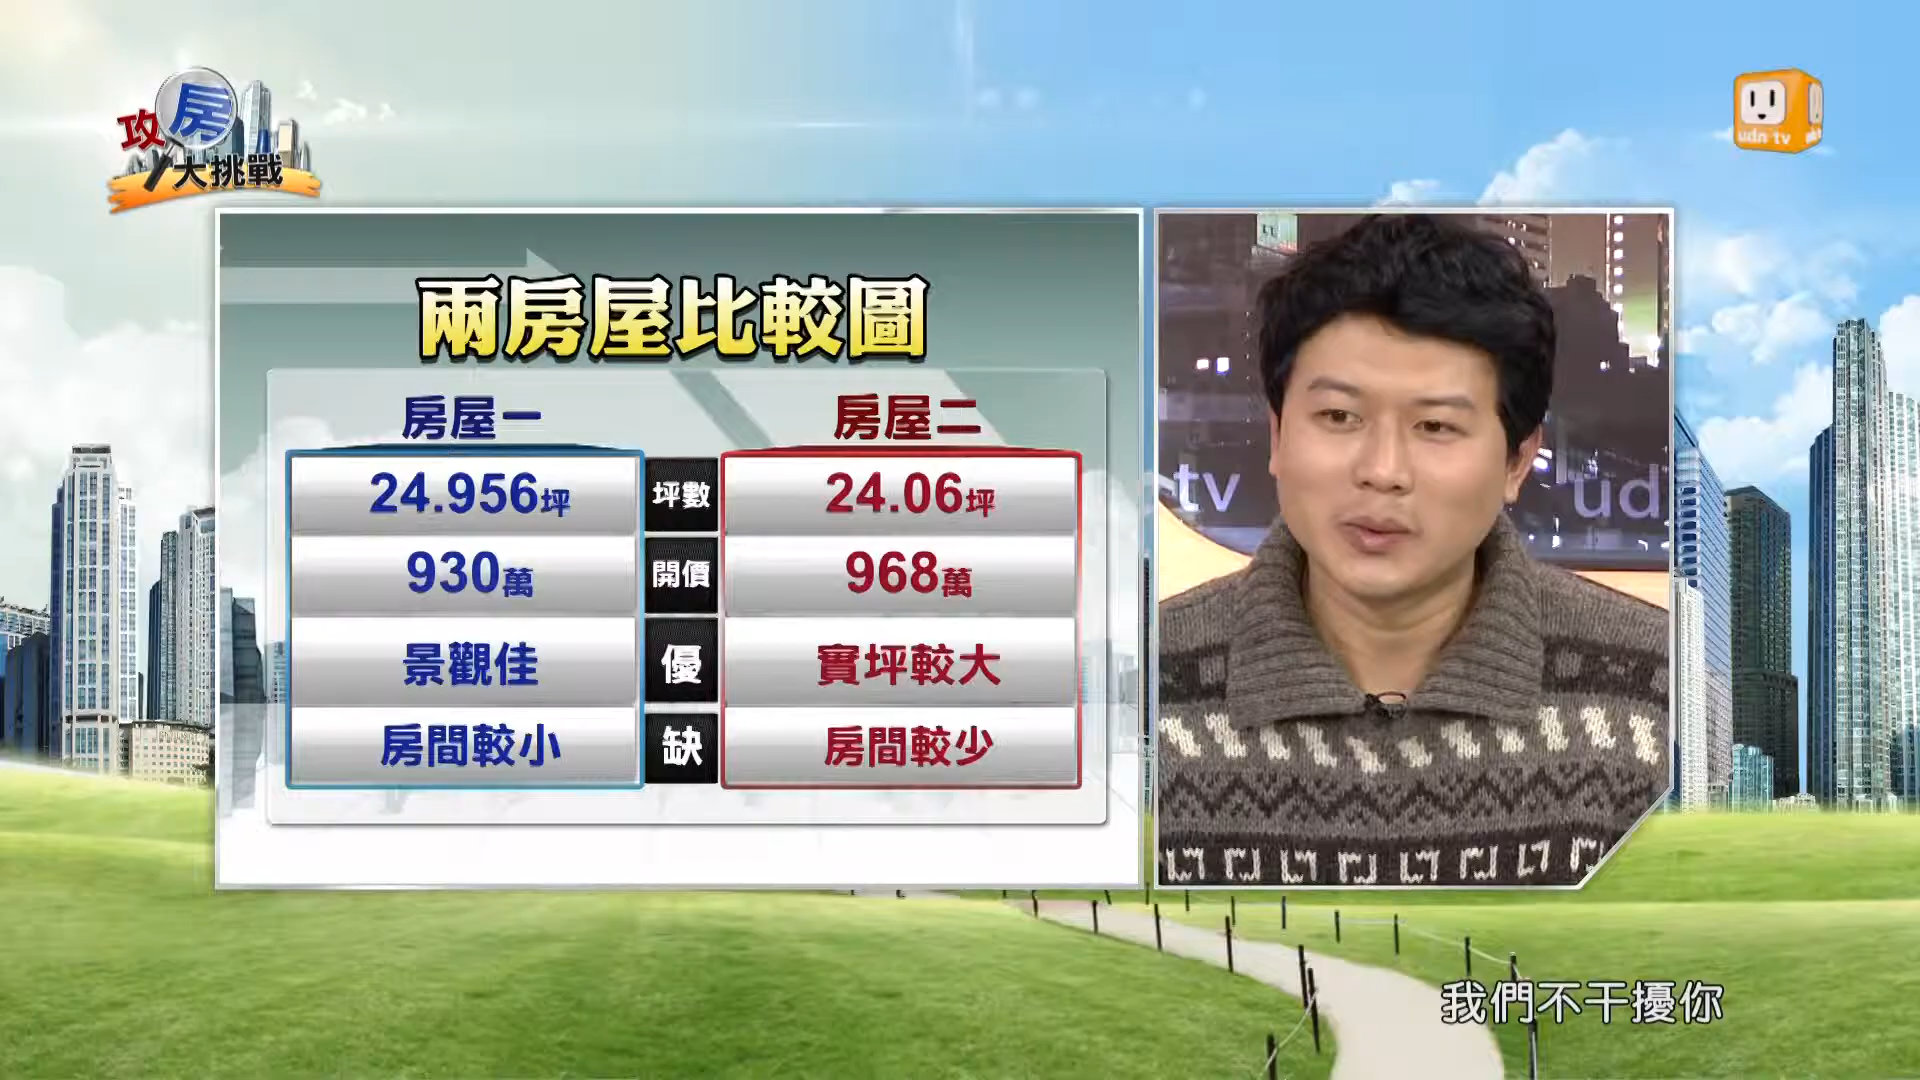 攻房
大挑戰
udn tv
兩房屋比較圖
房屋一
房屋二
24.956坪
坪數
24.06坪
930萬
開價
968萬
景觀佳
優
實坪較大
房間較小
缺
房間較少
tv
ud
我們不干擾你